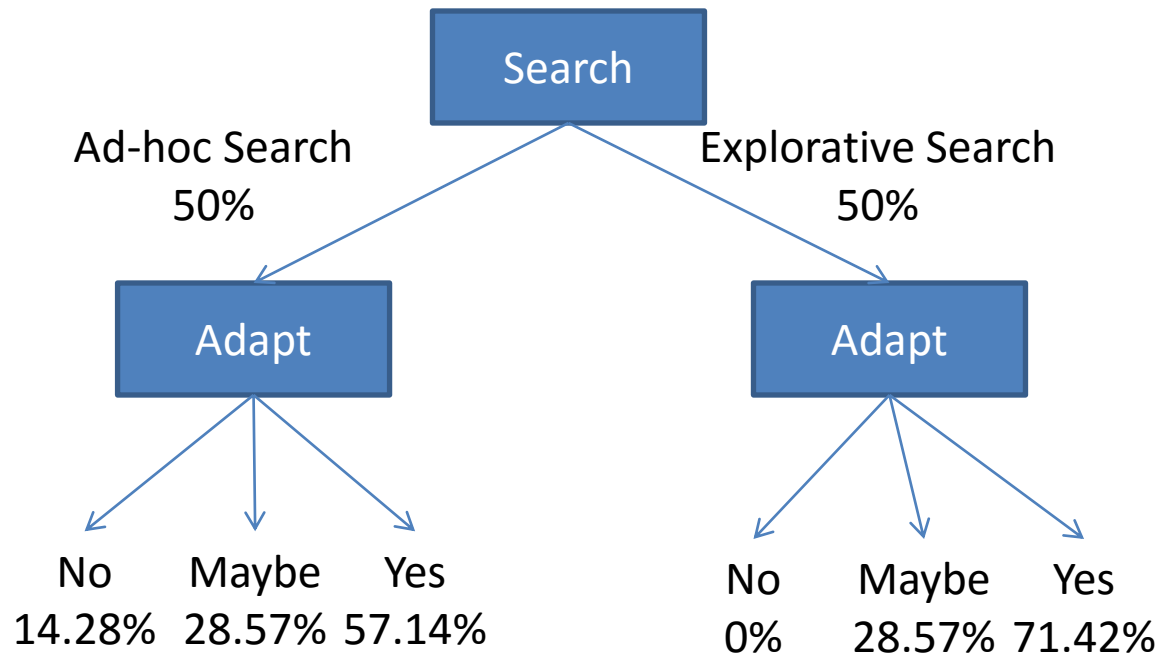 Search
Ad-hoc Search
50%
Explorative Search
50%
Adapt
Adapt
No Maybe Yes
14.28% 28.57% 57.14%
No Maybe Yes
0% 28.57% 71.42%